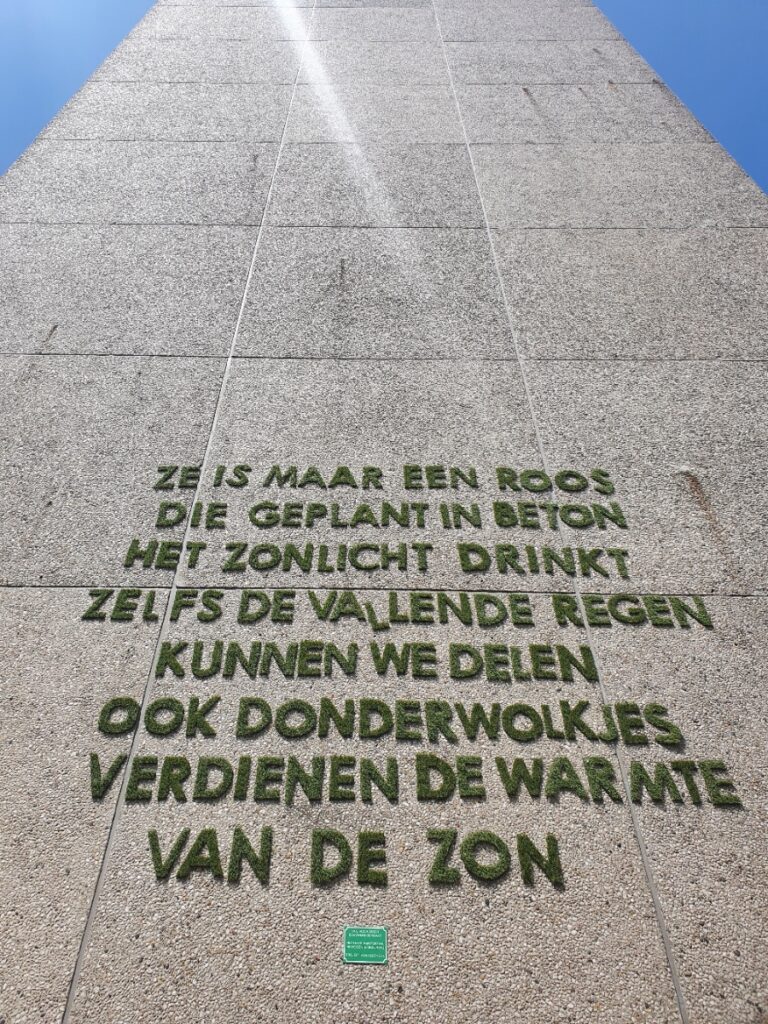 ZE IS MAAR EEN ROOS
DIE GEPLANT IN BETON
HET ZONLICHT DRINKT
ZELFS DE VALLENDE REGEN
KUNNEN WE DELEN
OOK DONDERWOLKJES
VERDIENEN DE WARMTE
VAN DE ZON